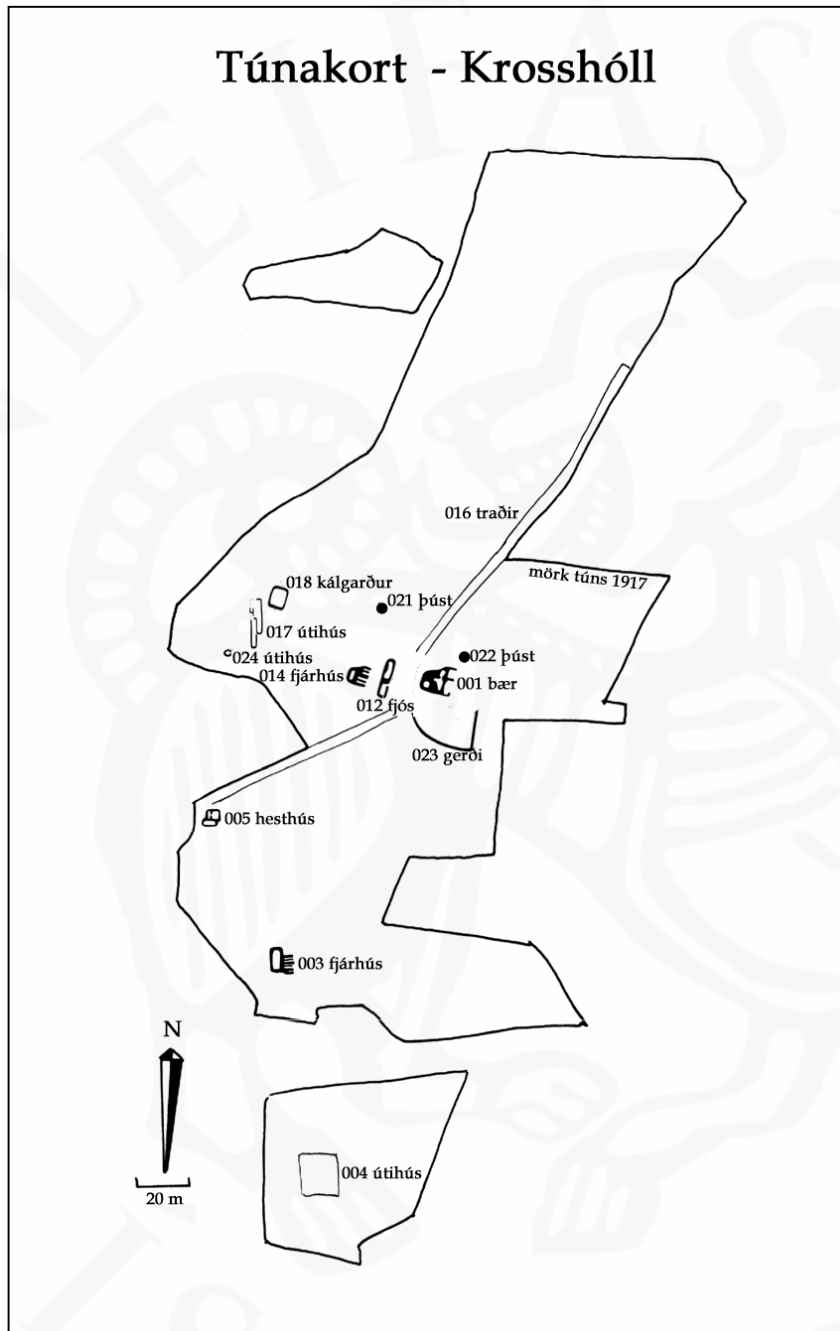 Túnakort - Krosshóll
016 traðir
mörk túns 1917
018 kálgarður
021 þúst
017 útihús
024 útihús
022 þúst
014 fjárhús
001 bær
012 fjós
023 gerði
005 hesthús
003 fjárhús
N
20 m
004 útihús